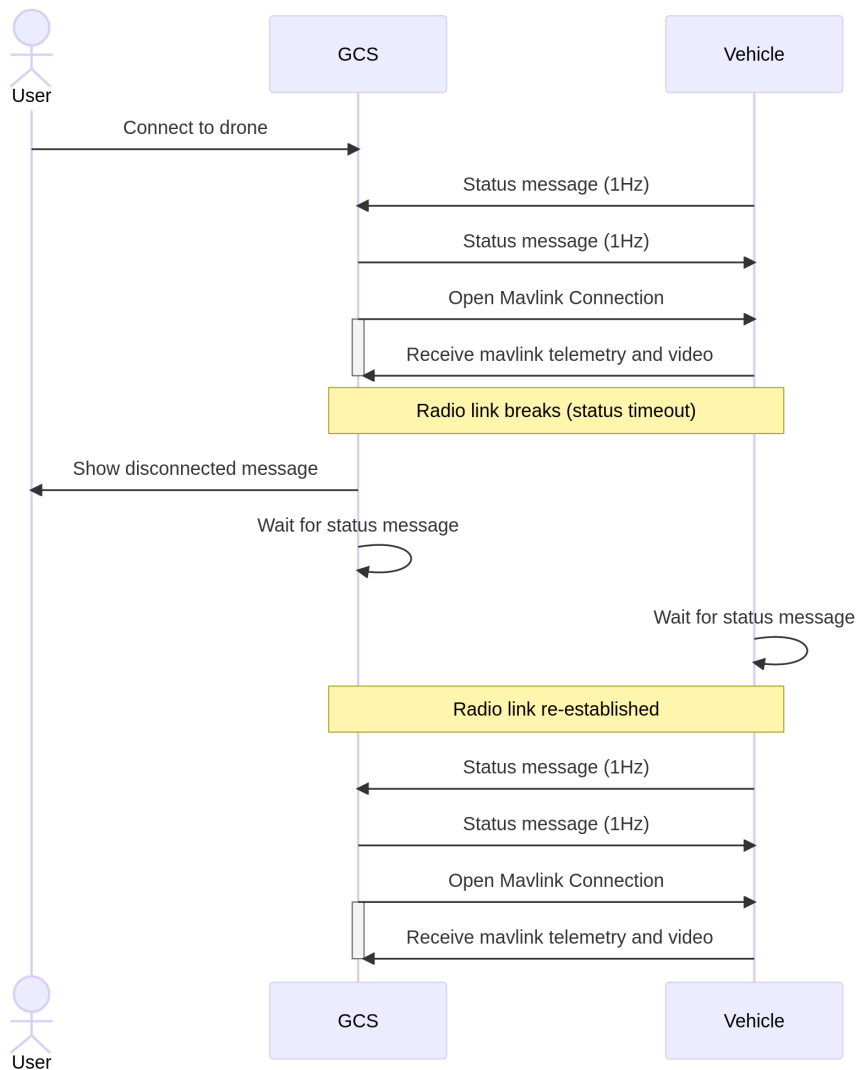 GCS
Vehicle
User
Connect to drone
Status message (1Hz)
Status message (1Hz)
Open Mavlink Connection
Receive mavlink telemetry and video
Radio link breaks (status timeout)
Show disconnected message
Wait for status message
Wait for status message
Radio link re-established
Status message (1Hz)
Status message (1Hz)
Open Mavlink Connection
Receive mavlink telemetry and video
GCS
Vehicle
User